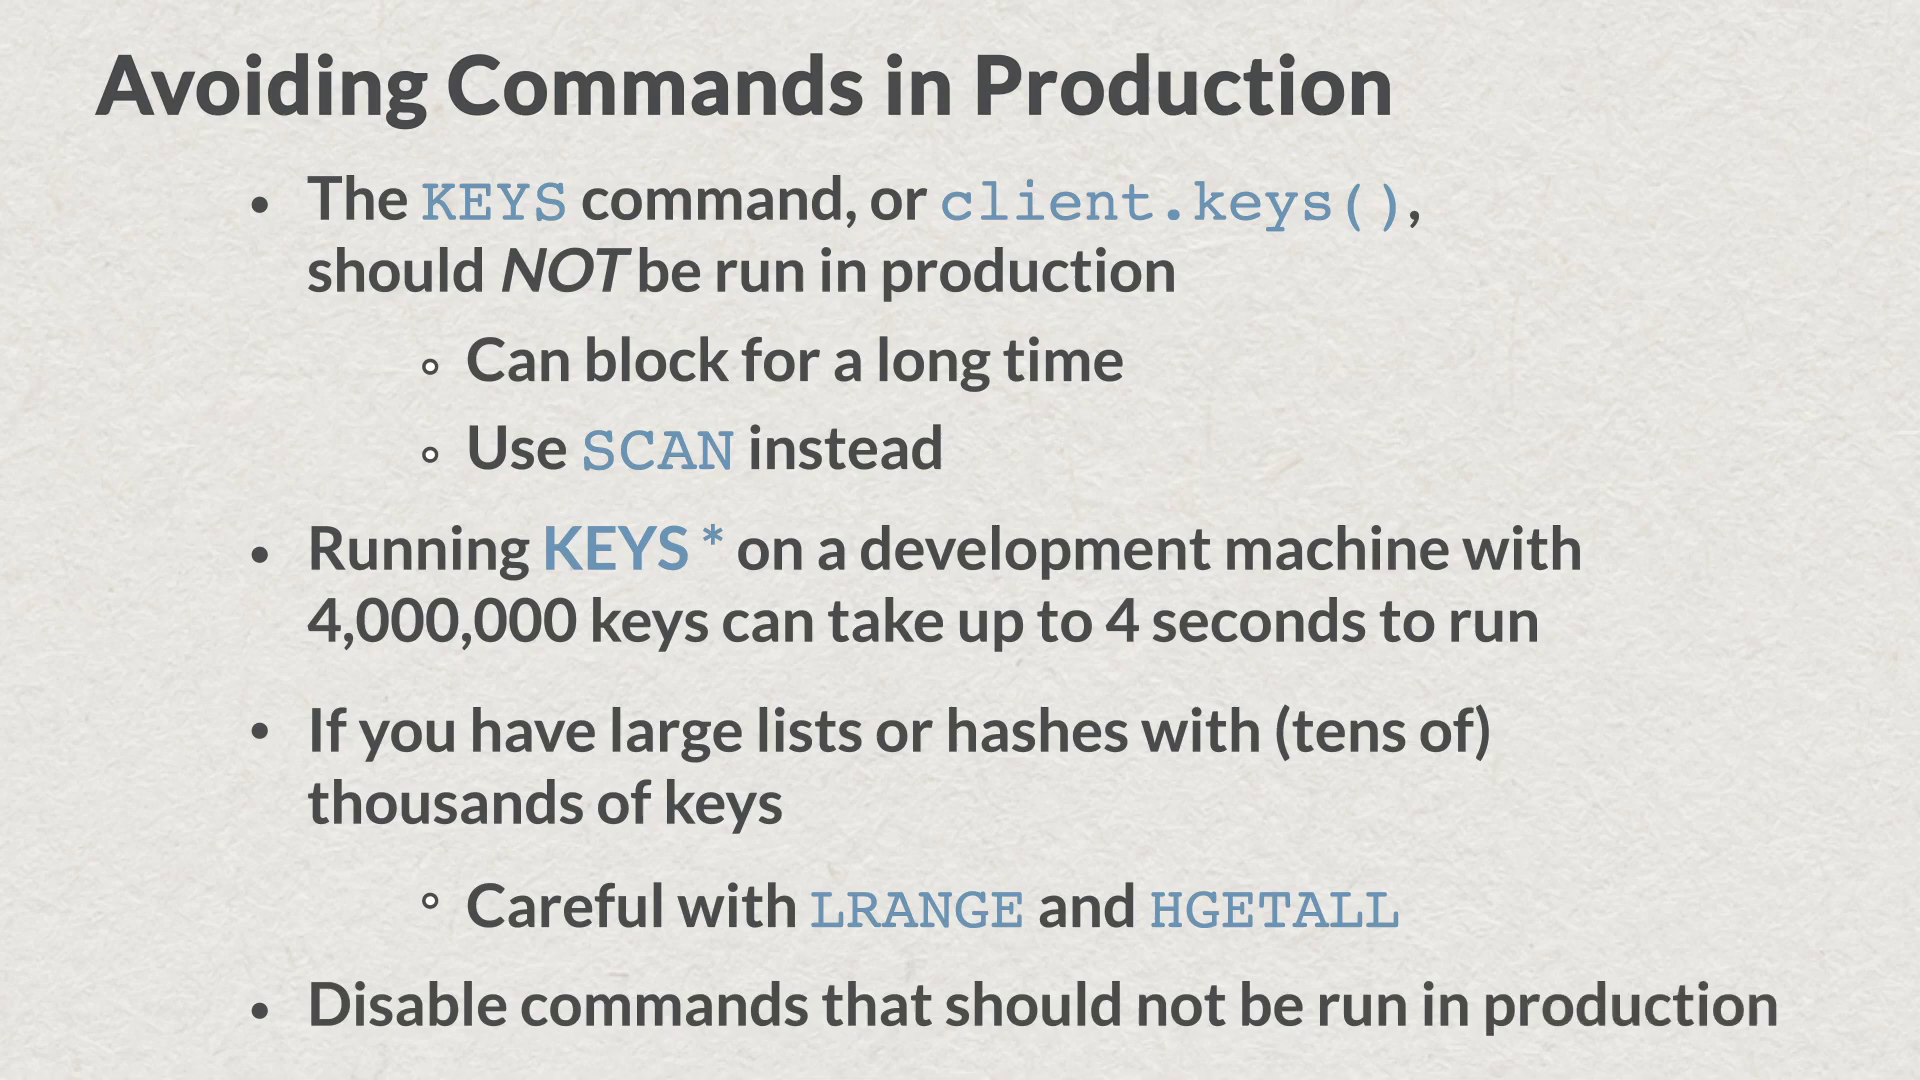 Avoiding Commands in Production
• The KEYS command, or client.keys(),
should NOT be run in production
◦ Can block for a long time
◦ Use SCAN instead
• Running KEYS * on a development machine with
4,000,000 keys can take up to 4 seconds to run
• If you have large lists or hashes with (tens of)
thousands of keys
◦ Careful with LRANGE and HGETALL
• Disable commands that should not be run in production